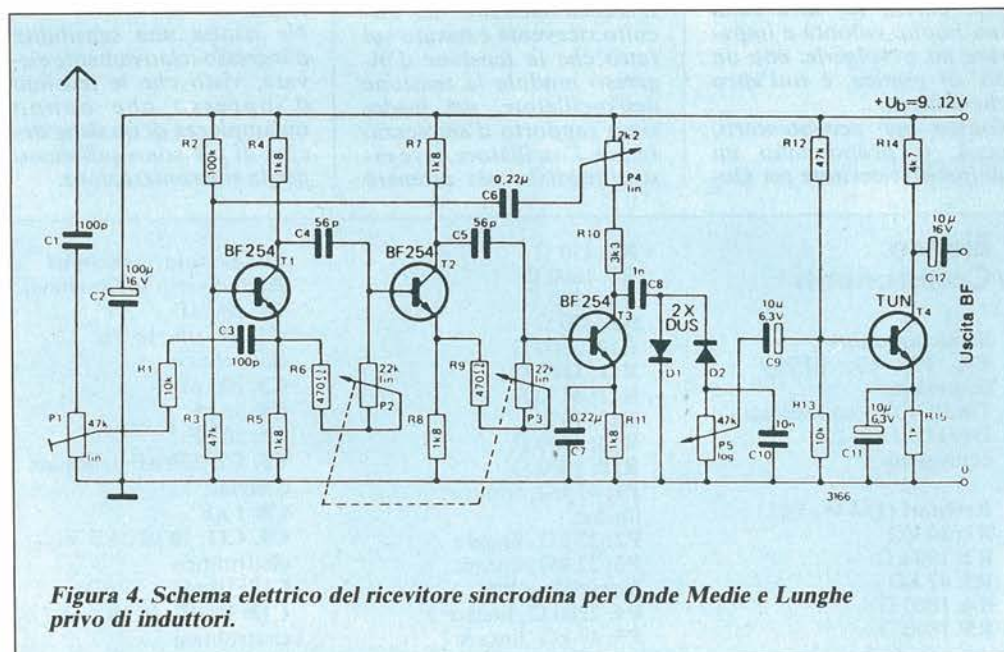 +Ub=9...12V
R2
100k
R4
1k8
R7
1k8
2k2
P4
lin
R12
47k
R14
4k7
0,22µ
C6
C1
100p
100µ
16V
C2
C4
56p
C5
56p
R10
3k3
10µ
16V
C12
BF254
T1
BF254
T2
BF254
T3
1n
C8
2X
DUS
D1
D2
10µ
6,3V
C9
TUN
T4
Uscita BF
C3
100p
R1
10k
R6
470Ω
22k
lin
P2
R9
470Ω
22k
lin
P3
P1
47k
lin
R3
47k
R5
1k8
R8
1k8
0,22µ
C7
R11
1k8
47k
P5
log
10n
C10
R13
10k
10µ
6,3V
C11
R15
1k
3166
Figura 4. Schema elettrico del ricevitore sincrodina per Onde Medie e Lunghe
privo di induttori.